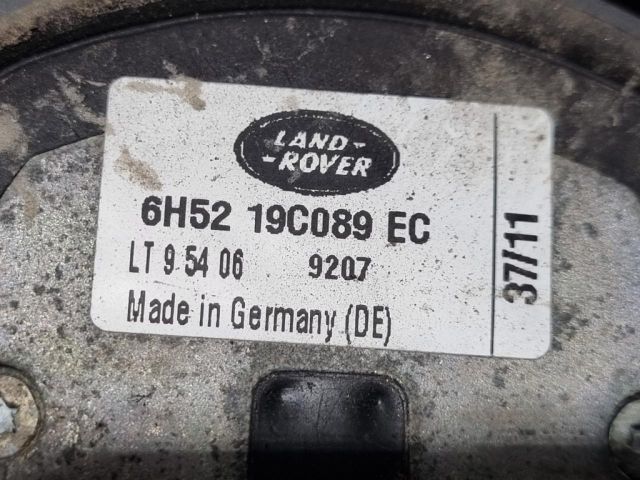 LAND-
-ROVER
6H52 19C089 EC
LT 9 54 06 9207
Made in Germany (DE)
37/11